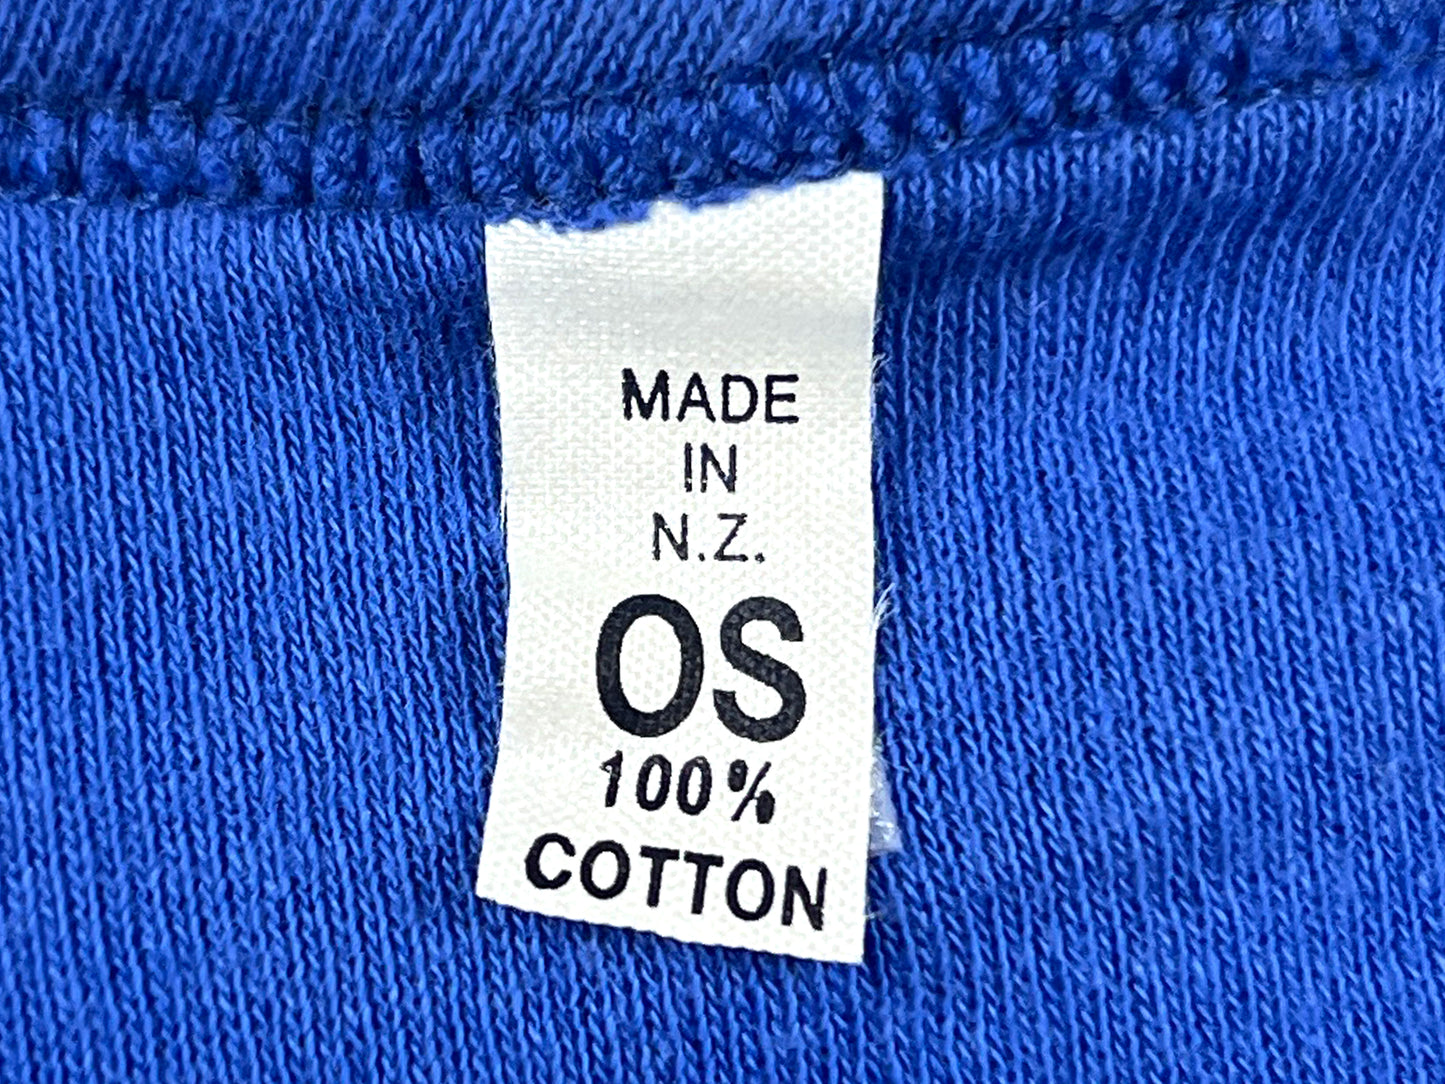 MADE
IN
N.Z.
OS
100%
COTTON